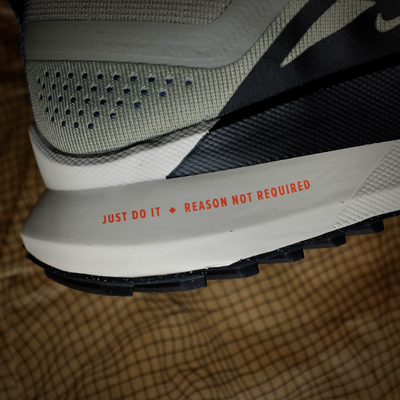 JUST DO IT ✦ REASON NOT REQUIRED